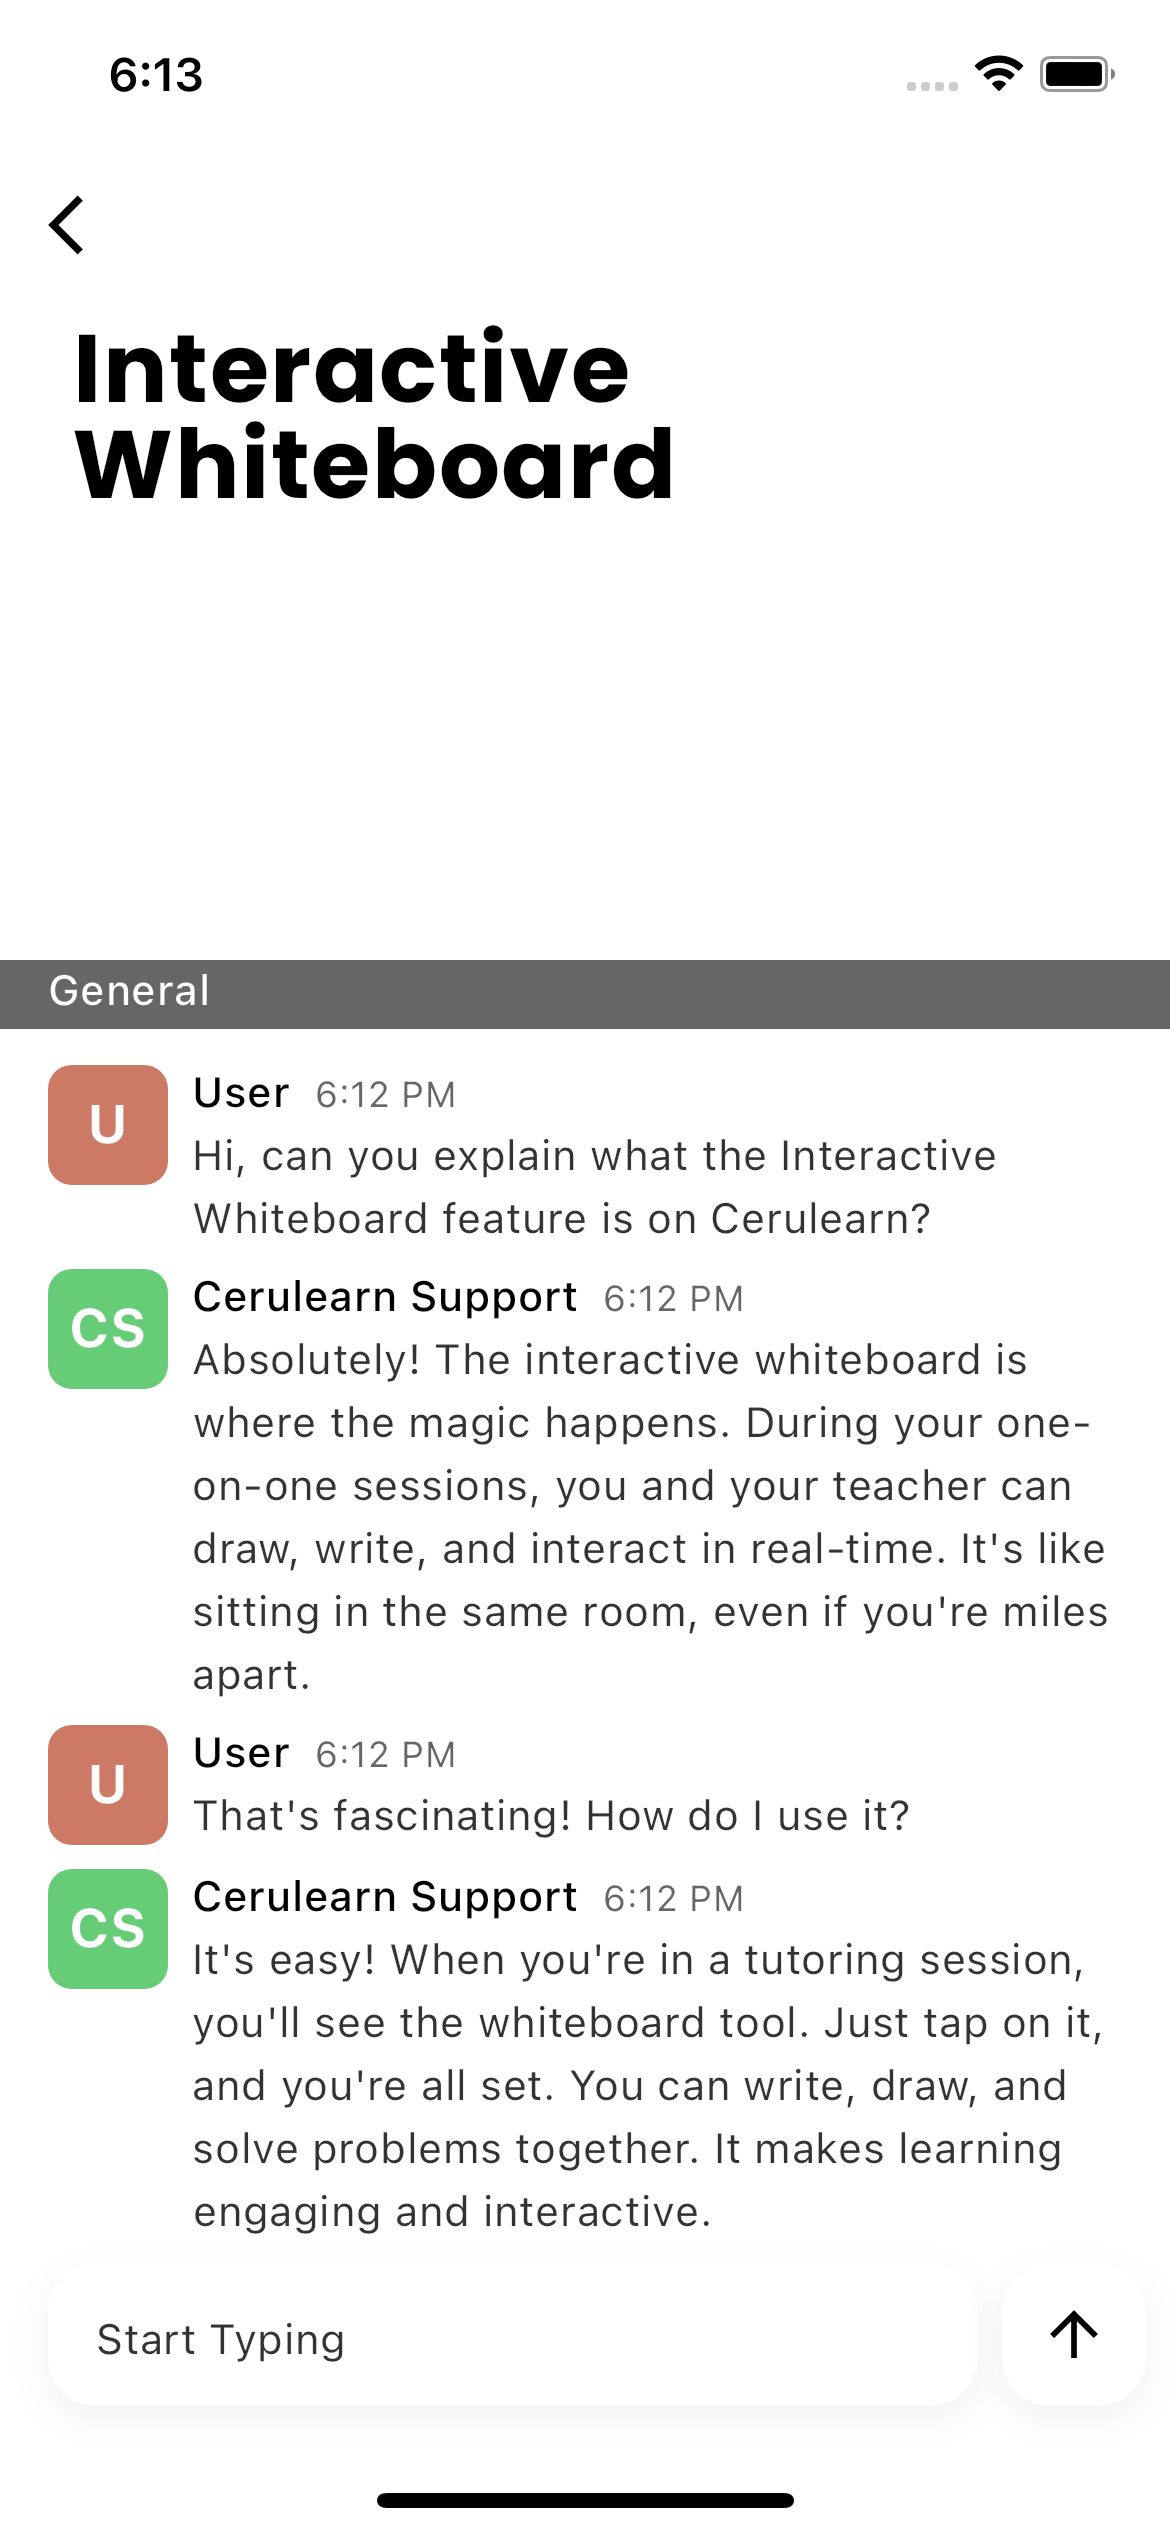 6:13
Interactive
Whiteboard
General
U
User 6:12 PM
Hi, can you explain what the Interactive
Whiteboard feature is on Cerulearn?
CS
Cerulearn Support 6:12 PM
Absolutely! The interactive whiteboard is
where the magic happens. During your one-
on-one sessions, you and your teacher can
draw, write, and interact in real-time. It's like
sitting in the same room, even if you're miles
apart.
U
User 6:12 PM
That's fascinating! How do I use it?
CS
Cerulearn Support 6:12 PM
It's easy! When you're in a tutoring session,
you'll see the whiteboard tool. Just tap on it,
and you're all set. You can write, draw, and
solve problems together. It makes learning
engaging and interactive.
Start Typing